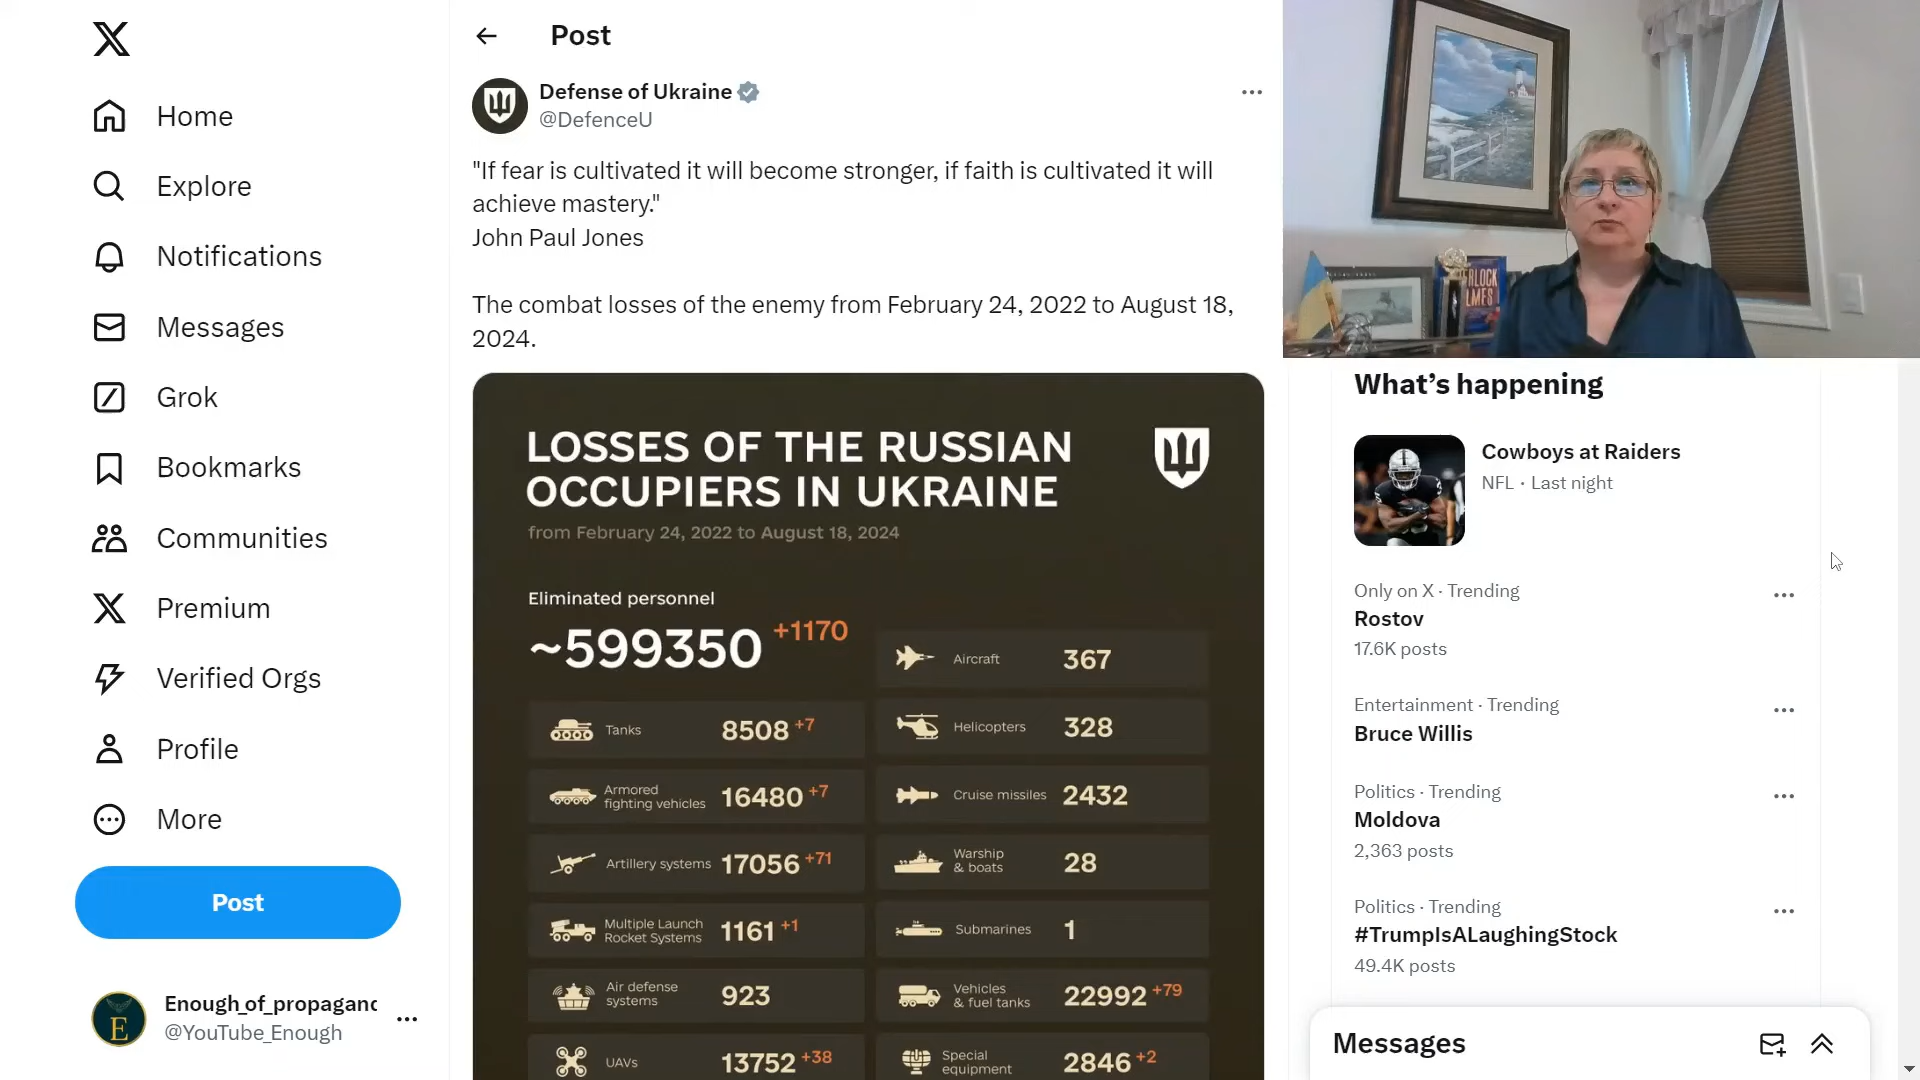 Home
Explore
Notifications
Messages
Grok
Bookmarks
Communities
Premium
Verified Orgs
Profile
More
Post
E
Enough_of_propaganc
@YouTube_Enough
Post
Defense of Ukraine
@DefenceU
"If fear is cultivated it will become stronger, if faith is cultivated it will
achieve mastery."
John Paul Jones
The combat losses of the enemy from February 24, 2022 to August 18,
2024.
LOSSES OF THE RUSSIAN
OCCUPIERS IN UKRAINE
from February 24, 2022 to August 18, 2024
Eliminated personnel
~599350 +1170
Tanks 8508 +7
Armored
fighting vehicles 16480 +7
Artillery systems 17056 +71
Multiple Launch
Rocket Systems 1161 +1
Air defense
systems 923
UAVs 13752 +38
Aircraft 367
Helicopters 328
Cruise missiles 2432
Warship
& boats 28
Submarines 1
Vehicles
& fuel tanks 22992 +79
Special
equipment 2846 +2
RLOCK
LMES
What's happening
Cowboys at Raiders
NFL · Last night
Only on X · Trending
Rostov
17.6K posts
Entertainment · Trending
Bruce Willis
Politics · Trending
Moldova
2,363 posts
Politics · Trending
#TrumpIsALaughingStock
49.4K posts
Messages